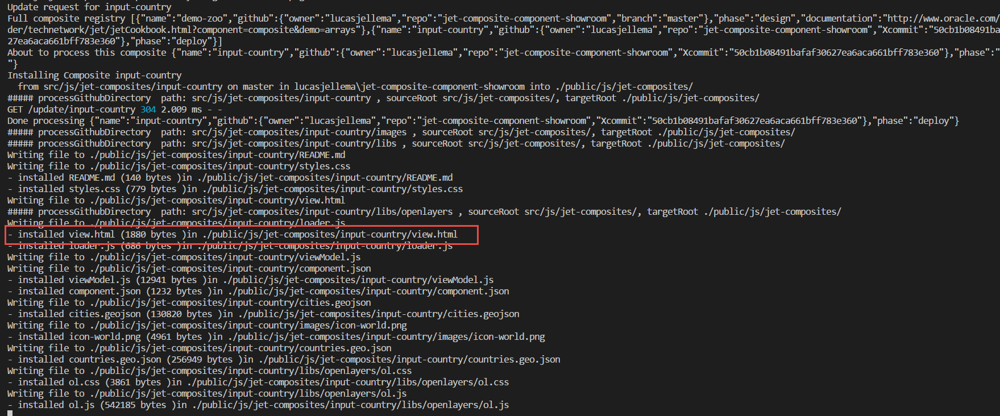 Update request for input-country
Full composite registry [{"name":"demo-zoo","github":{"owner":"lucasjellema","repo":"jet-composite-component-showroom","branch":"master"},"phase":"design","documentation":"http://www.oracle.com/
der/technetwork/jet/jetCookbook.html?component=composite&demo=arrays"},{"name":"input-country","github":{"owner":"lucasjellema","repo":"jet-composite-component-showroom","Xcommit":"50cb1b08491ba
27ea6aca661bff783e360"},"phase":"deploy"}]
About to process this composite {"name":"input-country","github":{"owner":"lucasjellema","repo":"jet-composite-component-showroom","Xcommit":"50cb1b08491bafaf30627ea6aca661bff783e360"},"phase":"
"}
Installing Composite input-country
  from src/js/jet-composites/input-country on master in lucasjellema\jet-composite-component-showroom into ./public/js/jet-composites/
##### processGithubDirectory  path: src/js/jet-composites/input-country , sourceRoot src/js/jet-composites/, targetRoot ./public/js/jet-composites/
GET /update/input-country 304 2.009 ms - -
Done processing {"name":"input-country","github":{"owner":"lucasjellema","repo":"jet-composite-component-showroom","Xcommit":"50cb1b08491bafaf30627ea6aca661bff783e360"},"phase":"deploy"}
##### processGithubDirectory  path: src/js/jet-composites/input-country/images , sourceRoot src/js/jet-composites/, targetRoot ./public/js/jet-composites/
##### processGithubDirectory  path: src/js/jet-composites/input-country/libs , sourceRoot src/js/jet-composites/, targetRoot ./public/js/jet-composites/
Writing file to ./public/js/jet-composites/input-country/README.md
Writing file to ./public/js/jet-composites/input-country/styles.css
- installed README.md (140 bytes )in ./public/js/jet-composites/input-country/README.md
- installed styles.css (779 bytes )in ./public/js/jet-composites/input-country/styles.css
Writing file to ./public/js/jet-composites/input-country/view.html
##### processGithubDirectory  path: src/js/jet-composites/input-country/libs/openlayers , sourceRoot src/js/jet-composites/, targetRoot ./public/js/jet-composites/
Writing file to ./public/js/jet-composites/input-country/loader.js
- installed view.html (1880 bytes )in ./public/js/jet-composites/input-country/view.html
- installed loader.js (686 bytes )in ./public/js/jet-composites/input-country/loader.js
Writing file to ./public/js/jet-composites/input-country/viewModel.js
Writing file to ./public/js/jet-composites/input-country/component.json
- installed viewModel.js (12941 bytes )in ./public/js/jet-composites/input-country/viewModel.js
- installed component.json (1232 bytes )in ./public/js/jet-composites/input-country/component.json
Writing file to ./public/js/jet-composites/input-country/cities.geojson
- installed cities.geojson (130820 bytes )in ./public/js/jet-composites/input-country/cities.geojson
Writing file to ./public/js/jet-composites/input-country/images/icon-world.png
- installed icon-world.png (4961 bytes )in ./public/js/jet-composites/input-country/images/icon-world.png
Writing file to ./public/js/jet-composites/input-country/countries.geo.json
- installed countries.geo.json (256949 bytes )in ./public/js/jet-composites/input-country/countries.geo.json
Writing file to ./public/js/jet-composites/input-country/libs/openlayers/ol.css
- installed ol.css (3861 bytes )in ./public/js/jet-composites/input-country/libs/openlayers/ol.css
Writing file to ./public/js/jet-composites/input-country/libs/openlayers/ol.js
- installed ol.js (542185 bytes )in ./public/js/jet-composites/input-country/libs/openlayers/ol.js